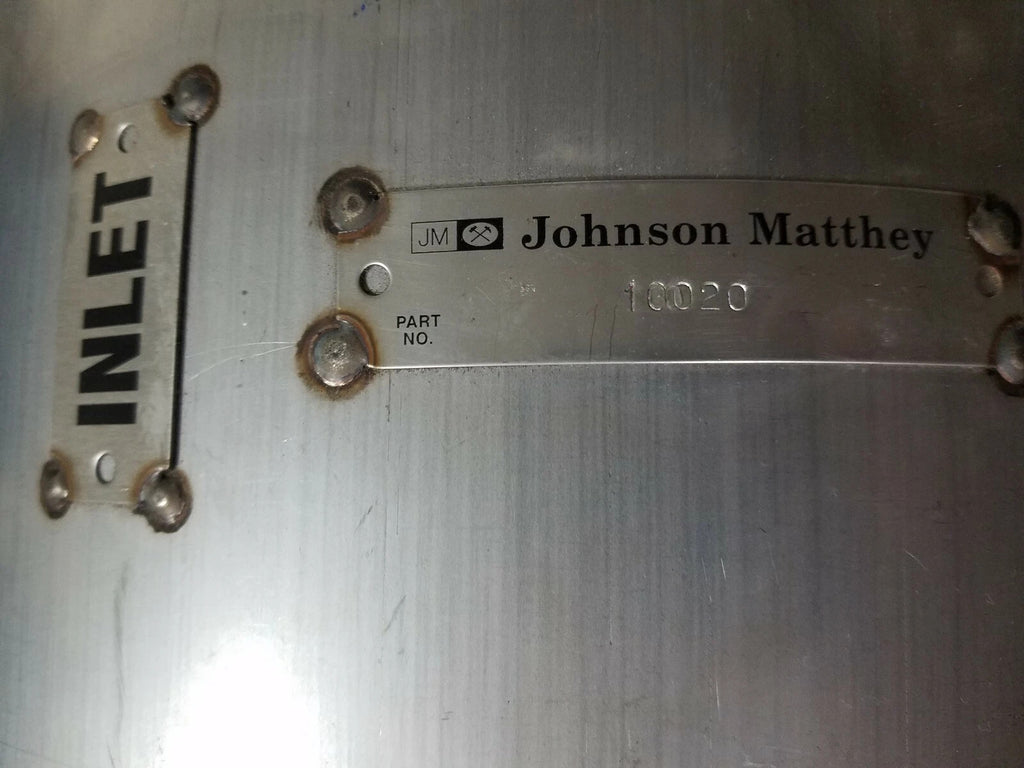 INLET
JM Johnson Matthey
10020
PART
NO.